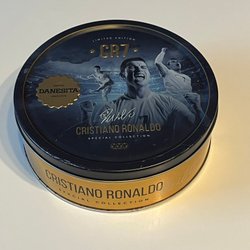 LIMITED EDITION
CR7
DANESITA
CRISTIANO RONALDO
SPECIAL COLLECTION
CRISTIANO RONALDO
SPECIAL COLLECTION